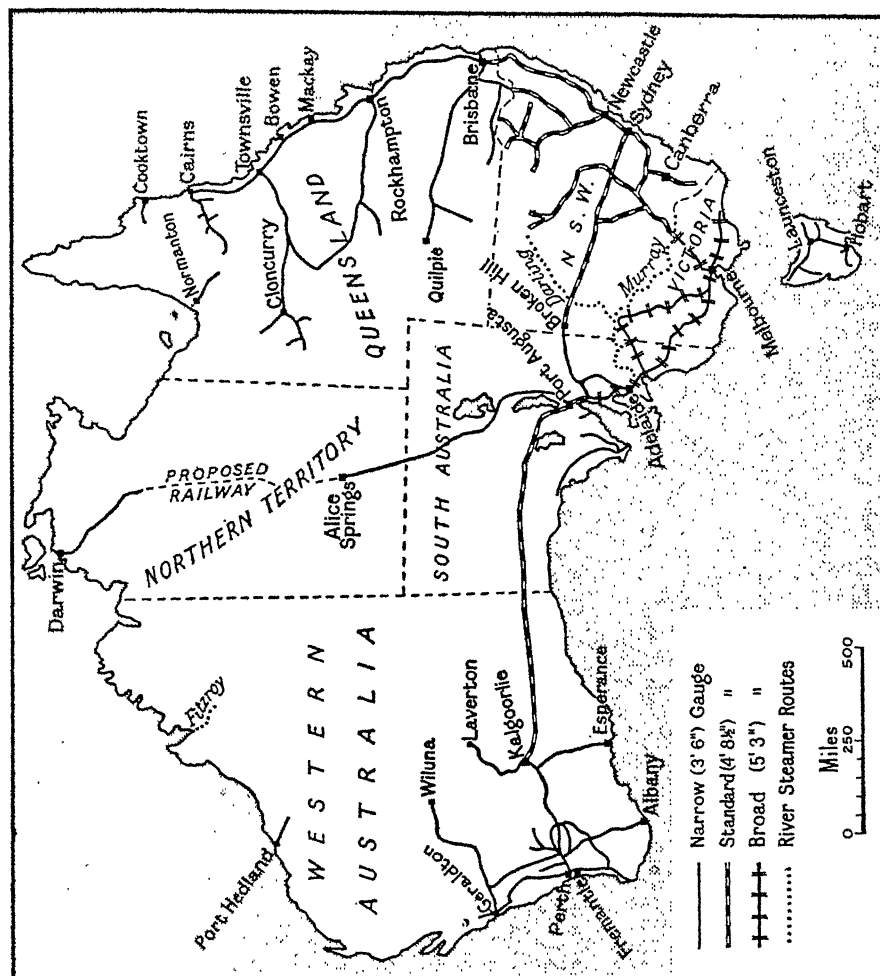 Darwin
Cooktown
Cairns
Normanton
Townsville
Bowen
Mackay
Cloncurry
QUEENSLAND
Rockhampton
Quilpie
Brisbane
PROPOSED
RAILWAY
NORTHERN TERRITORY
Alice
Springs
Fitzroy
Port Hedland
WESTERN
AUSTRALIA
Wiluna
Laverton
Kalgoorlie
Geraldton
Perth
Fremantle
Esperance
Albany
SOUTH AUSTRALIA
Port Augusta
Broken Hill
Darling
N S. W.
Newcastle
Sydney
Canberra
Murray
VICTORIA
Adelaide
Melbourne
Launceston
Hobart
Narrow (3' 6") Gauge
Standard (4' 8½") "
Broad (5' 3") "
River Steamer Routes
Miles
0 250 500